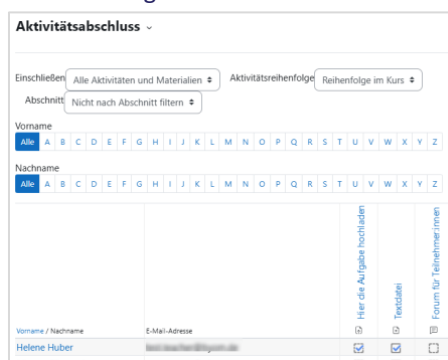 Aktivitätsabschluss
Einschließen Alle Aktivitäten und Materialien Aktivitätsreihenfolge Reihenfolge im Kurs
Abschnitt Nicht nach Abschnitt filtern
Vorname
Alle A B C D E F G H I J K L M N O P Q R S T U V W X Y Z
Nachname
Alle A B C D E F G H I J K L M N O P Q R S T U V W X Y Z
Hier die Aufgabe hochladen
Textdatei
Forum für Teilnehmer:innen
Vorname / Nachname E-Mail-Adresse
Helene Huber